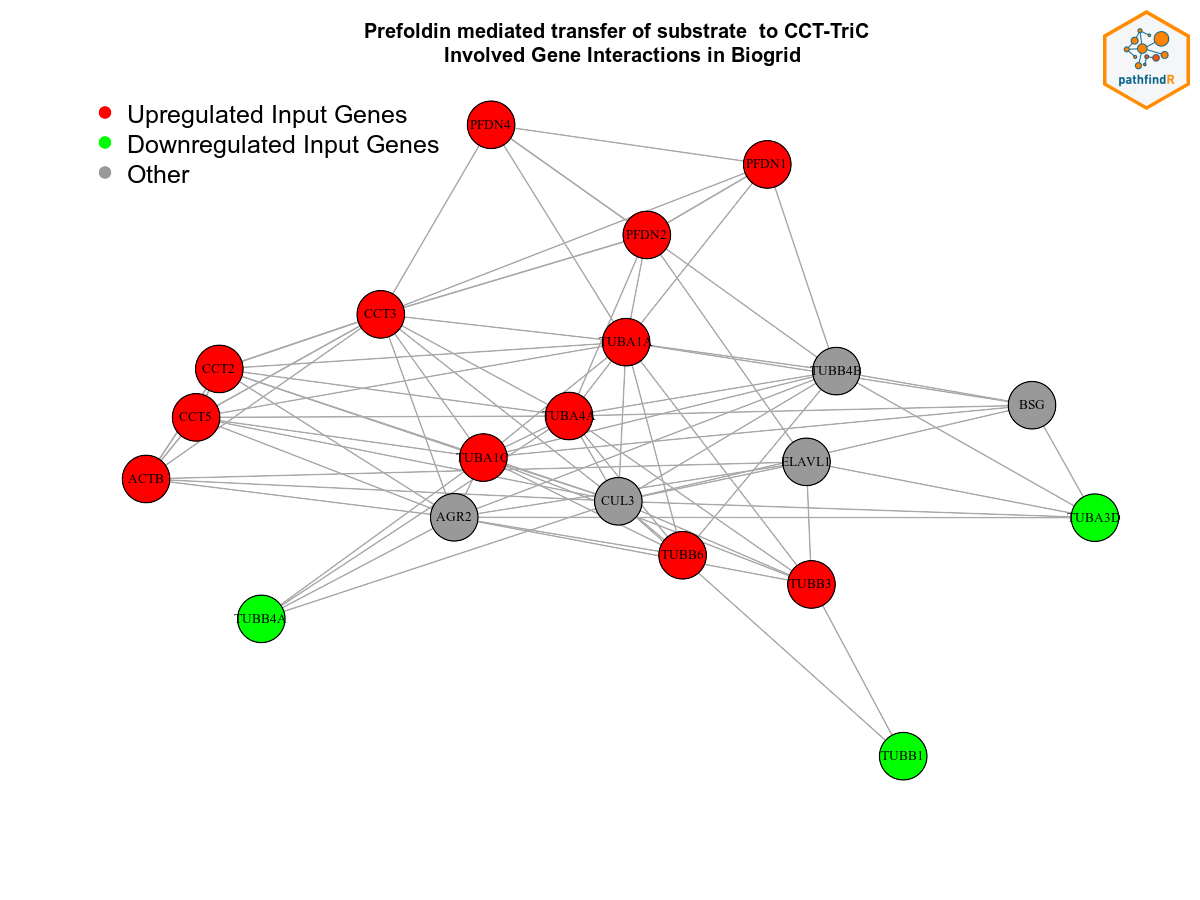 Prefoldin mediated transfer of substrate  to CCT-TriC
Involved Gene Interactions in Biogrid
pathfindR
Upregulated Input Genes
Downregulated Input Genes
Other
PFDN4
PFDN1
PFDN2
CCT3
TUBA1A
CCT2
TUBB4B
BSG
CCT5
TUBA4A
TUBA1C
ELAVL1
ACTB
CUL3
AGR2
TUBA3D
TUBB6
TUBB3
TUBB4A
TUBB1